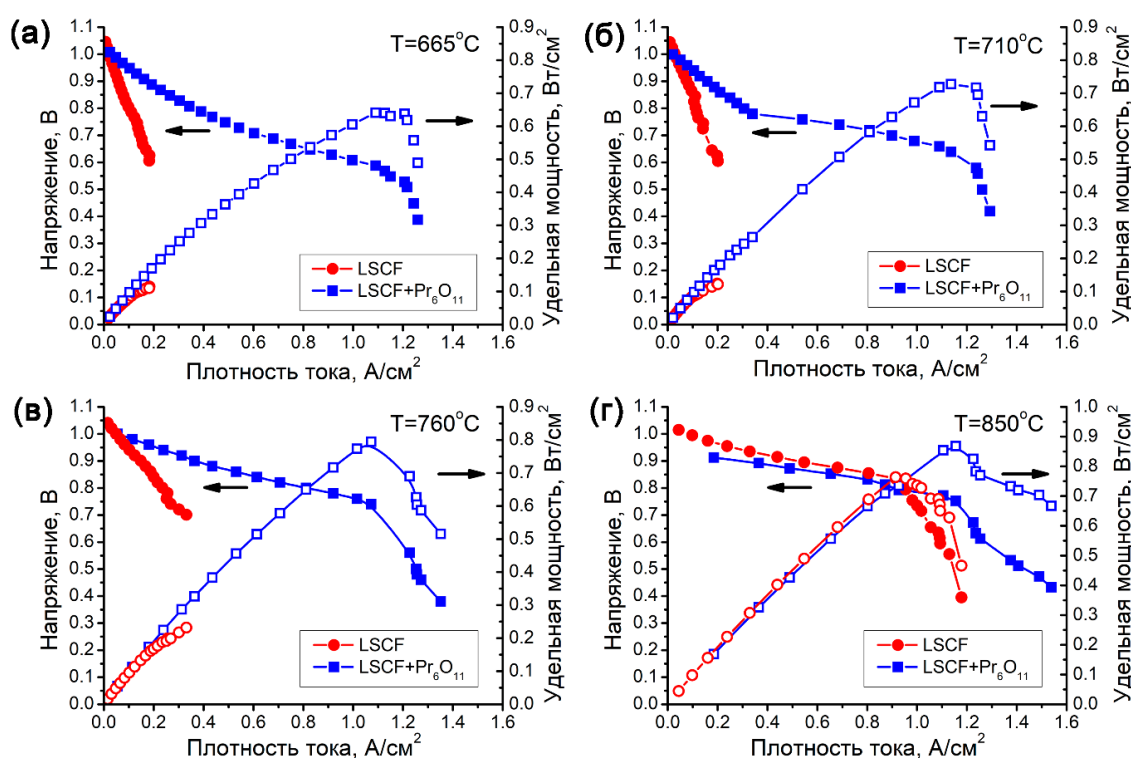 (а)
T=665°C
1.1
1.0
0.9
0.8
0.7
0.6
0.5
0.4
0.3
0.2
0.1
0.0
Напряжение, В
0.9
0.8
0.7
0.6
0.5
0.4
0.3
0.2
0.1
0.0
Удельная мощность, Вт/см²
LSCF
LSCF+Pr₆O₁₁
0.0 0.2 0.4 0.6 0.8 1.0 1.2 1.4 1.6
Плотность тока, А/см²
(б)
T=710°C
1.1
1.0
0.9
0.8
0.7
0.6
0.5
0.4
0.3
0.2
0.1
0.0
Напряжение, В
0.9
0.8
0.7
0.6
0.5
0.4
0.3
0.2
0.1
0.0
Удельная мощность, Вт/см²
LSCF
LSCF+Pr₆O₁₁
0.0 0.2 0.4 0.6 0.8 1.0 1.2 1.4 1.6
Плотность тока, А/см²
(в)
T=760°C
1.1
1.0
0.9
0.8
0.7
0.6
0.5
0.4
0.3
0.2
0.1
0.0
Напряжение, В
0.9
0.8
0.7
0.6
0.5
0.4
0.3
0.2
0.1
0.0
Удельная мощность, Вт/см²
LSCF
LSCF+Pr₆O₁₁
0.0 0.2 0.4 0.6 0.8 1.0 1.2 1.4 1.6
Плотность тока, А/см²
(г)
T=850°C
1.1
1.0
0.9
0.8
0.7
0.6
0.5
0.4
0.3
0.2
0.1
0.0
Напряжение, В
1.0
0.9
0.8
0.7
0.6
0.5
0.4
0.3
0.2
0.1
0.0
Удельная мощность, Вт/см²
LSCF
LSCF+Pr₆O₁₁
0.0 0.2 0.4 0.6 0.8 1.0 1.2 1.4 1.6
Плотность тока, А/см²